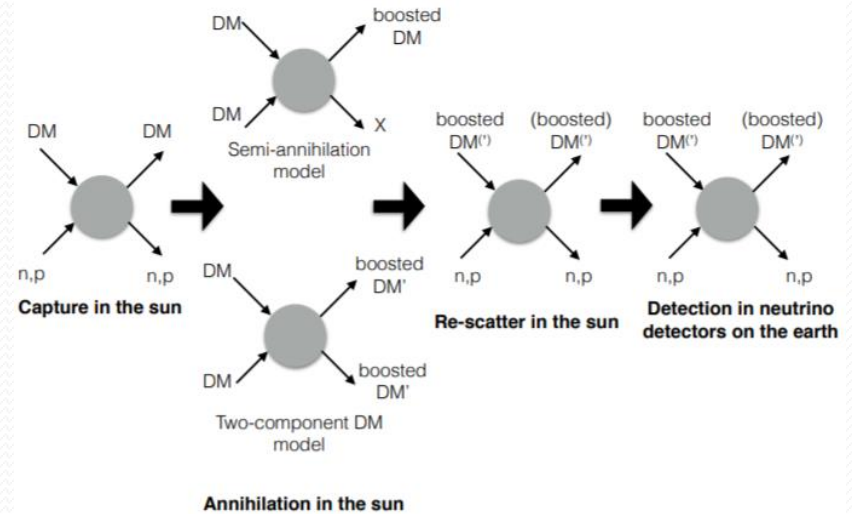 DM
DM
n,p
n,p
Capture in the sun
DM
boosted
DM
DM
X
Semi-annihilation
model
DM
boosted
DM'
DM
boosted
DM'
Two-component DM
model
Annihilation in the sun
boosted
DM(')
(boosted)
DM(')
n,p
n,p
Re-scatter in the sun
boosted
DM(')
(boosted)
DM(')
n,p
n,p
Detection in neutrino
detectors on the earth